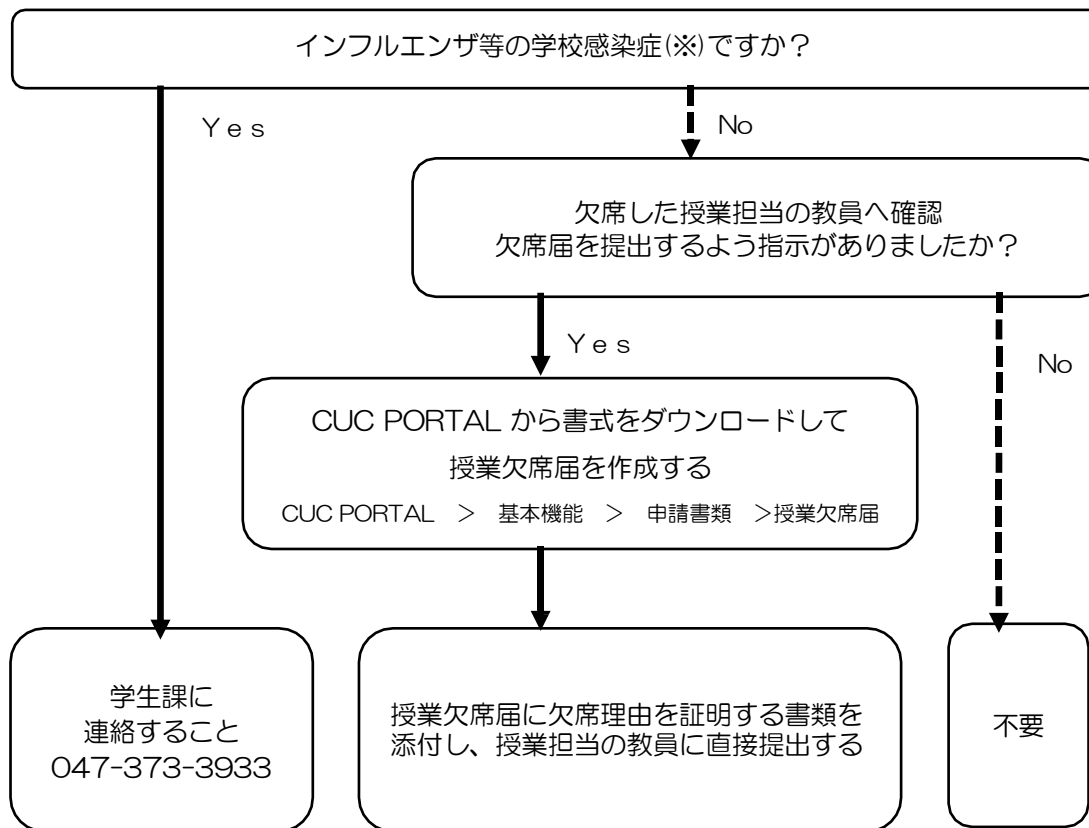 インフルエンザ等の学校感染症(※)ですか？
Ｙｅｓ
No
欠席した授業担当の教員へ確認
欠席届を提出するよう指示がありましたか？
Ｙｅｓ
No
CUC PORTAL から書式をダウンロードして
授業欠席届を作成する
CUC PORTAL　＞　基本機能　＞　申請書類　＞授業欠席届
学生課に
連絡すること
047-373-3933
授業欠席届に欠席理由を証明する書類を
添付し、授業担当の教員に直接提出する
不要